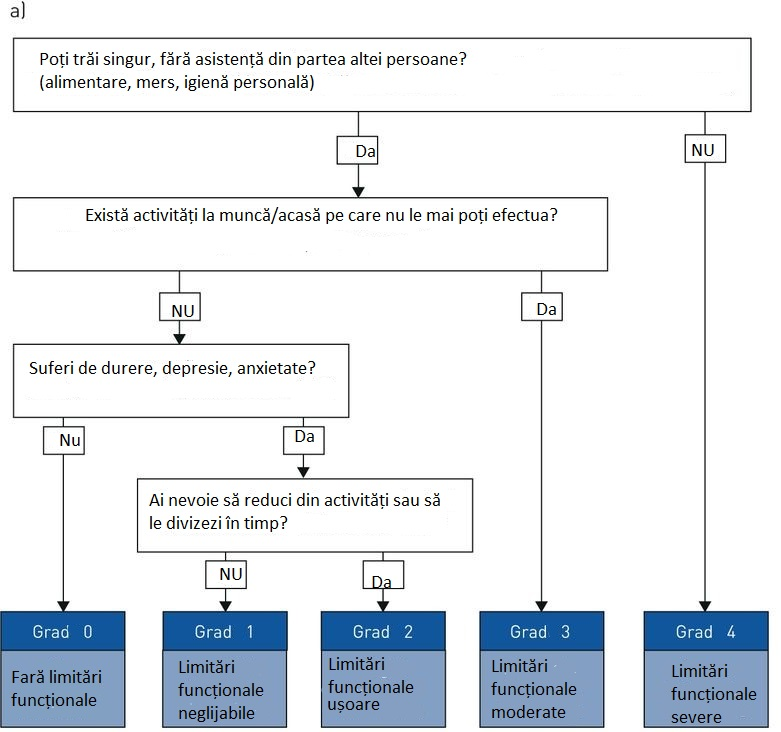 a)
Poți trăi singur, fără asistență din partea altei persoane?
(alimentare, mers, igienă personală)
Da
NU
Există activități la muncă/acasă pe care nu le mai poți efectua?
NU
Da
Suferi de durere, depresie, anxietate?
Nu
Da
Ai nevoie să reduci din activități sau să
le divizezi în timp?
NU
Da
Grad 0
Fară limitări
funcționale
Grad 1
Limitări
funcționale
neglijabile
Grad 2
Limitări
funcționale
ușoare
Grad 3
Limitări
funcționale
moderate
Grad 4
Limitări
funcționale
severe